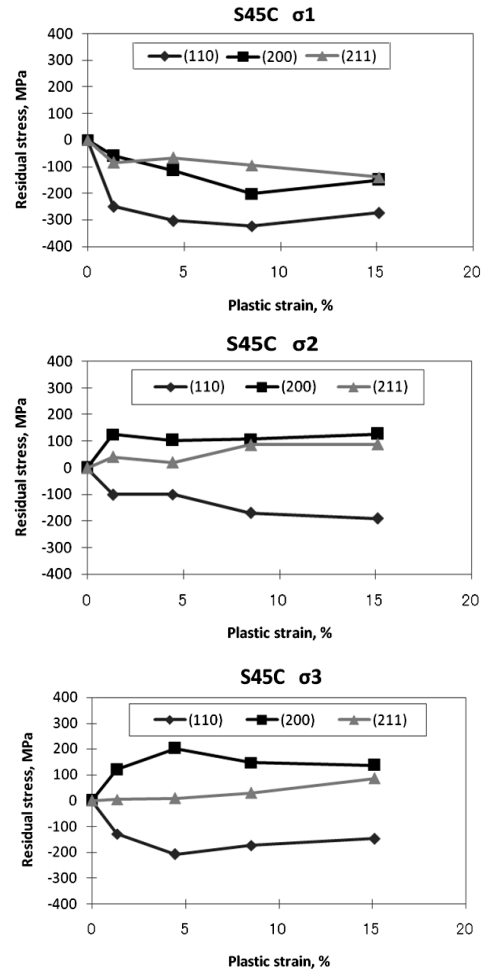 S45C σ1
400
300
200
100
0
-100
-200
-300
-400
Residual stress, MPa
(110) (200) (211)
0 5 10 15 20
Plastic strain, %
S45C σ2
400
300
200
100
0
-100
-200
-300
-400
Residual stress, MPa
(110) (200) (211)
0 5 10 15 20
Plastic strain, %
S45C σ3
400
300
200
100
0
-100
-200
-300
-400
Residual stress, MPa
(110) (200) (211)
0 5 10 15 20
Plastic strain, %